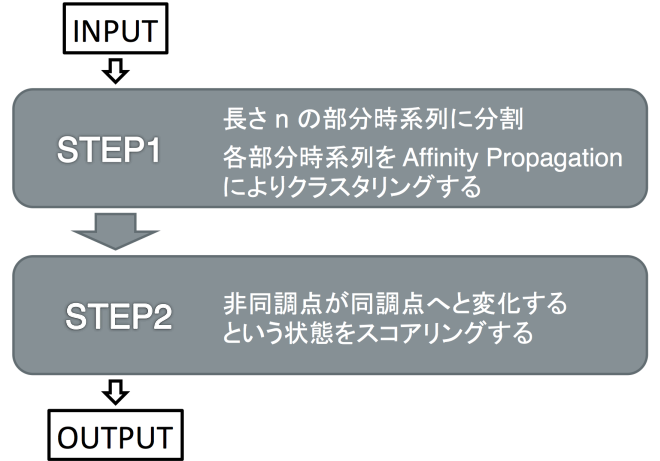 INPUT
STEP1
長さ n の部分時系列に分割
各部分時系列を Affinity Propagation
によりクラスタリングする
STEP2
非同調点が同調点へと変化する
という状態をスコアリングする
OUTPUT